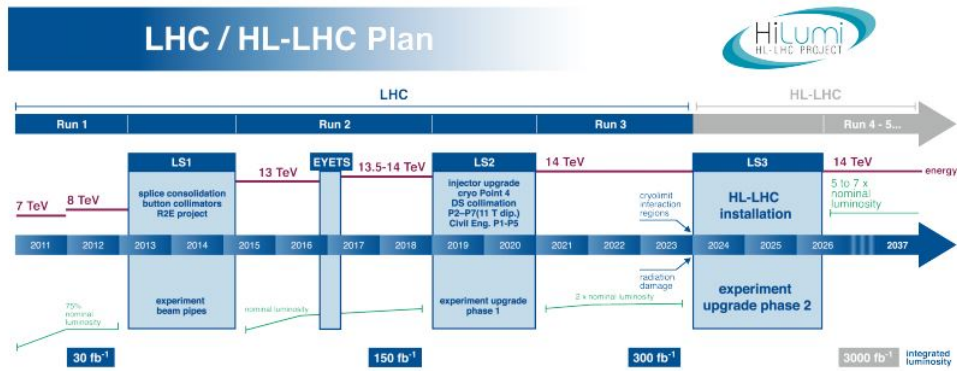 LHC / HL-LHC Plan
HiLumi
HL-LHC PROJECT
LHC
HL-LHC
Run 1
Run 2
Run 3
Run 4 - 5...
LS1
EYETS
LS2
LS3
7 TeV
8 TeV
13 TeV
13.5-14 TeV
14 TeV
14 TeV
energy
splice consolidation
button collimators
R2E project
injector upgrade
cryo Point 4
DS collimation
P2-P7(11 T dip.)
Civil Eng. P1-P5
cryolimit
interaction
regions
HL-LHC
installation
5 to 7 x
nominal
luminosity
2011 2012 2013 2014 2015 2016 2017 2018 2019 2020 2021 2022 2023 2024 2025 2026 2037
75%
nominal
luminosity
experiment
beam pipes
nominal luminosity
experiment upgrade
phase 1
2 x nominal luminosity
radiation
damage
experiment
upgrade phase 2
30 fb⁻¹
150 fb⁻¹
300 fb⁻¹
3000 fb⁻¹
integrated
luminosity